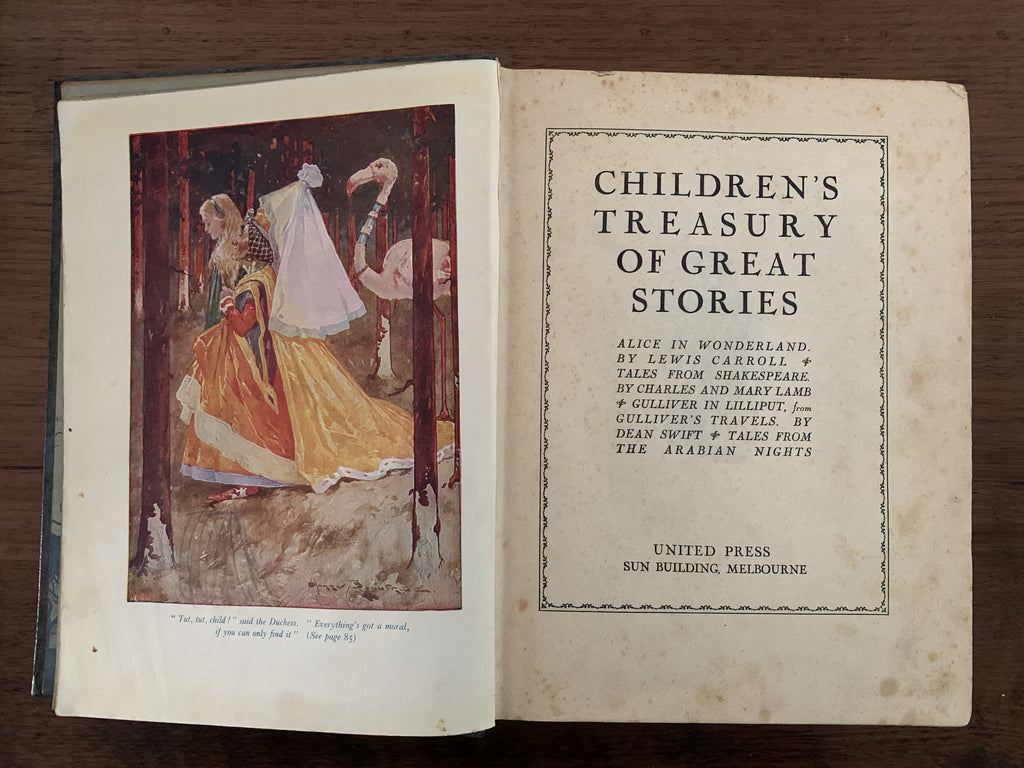 "Tut, tut, child!" said the Duchess. "Everything's got a moral,
if you can only find it" (See page 85)
CHILDREN'S
TREASURY
OF GREAT
STORIES
ALICE IN WONDERLAND.
BY LEWIS CARROLL ✤
TALES FROM SHAKESPEARE.
BY CHARLES AND MARY LAMB
✤ GULLIVER IN LILLIPUT, from
GULLIVER'S TRAVELS. BY
DEAN SWIFT ✤ TALES FROM
THE ARABIAN NIGHTS
UNITED PRESS
SUN BUILDING, MELBOURNE